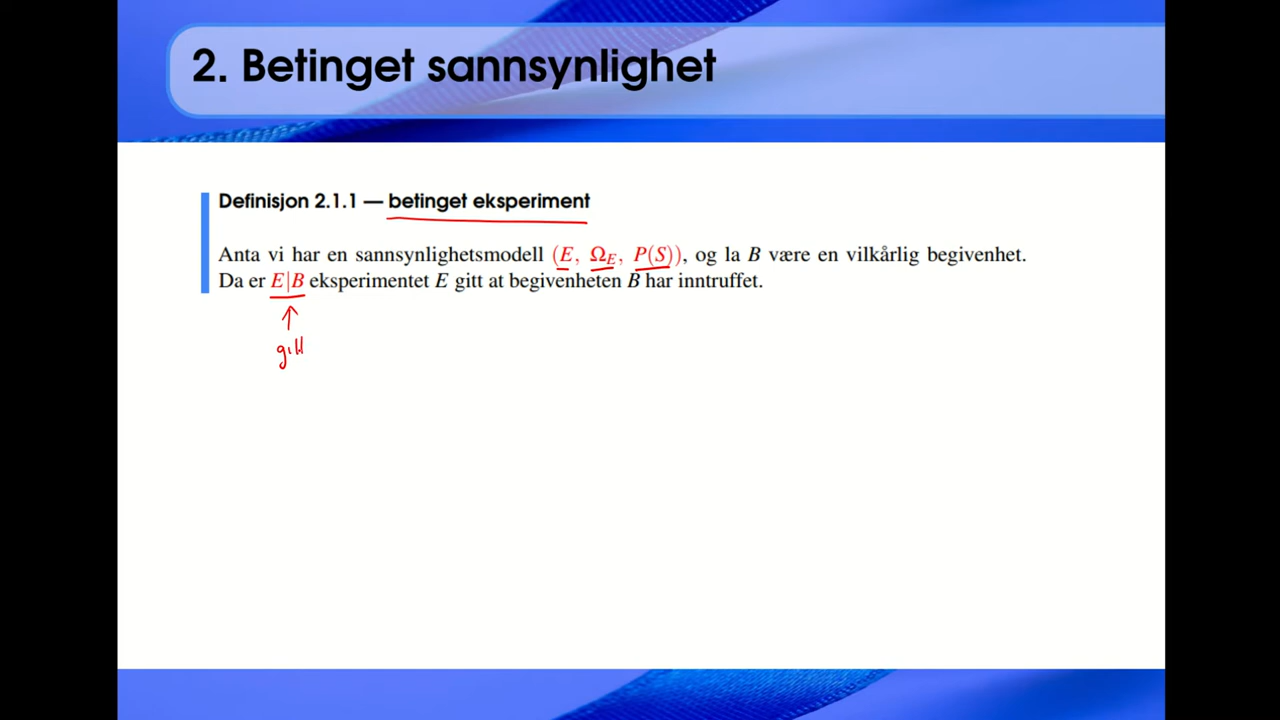 2. Betinget sannsynlighet
Definisjon 2.1.1 — betinget eksperiment
Anta vi har en sannsynlighetsmodell (E, Ω_E, P(S)), og la B være en vilkårlig begivenhet.
Da er E|B eksperimentet E gitt at begivenheten B har inntruffet.
gitt